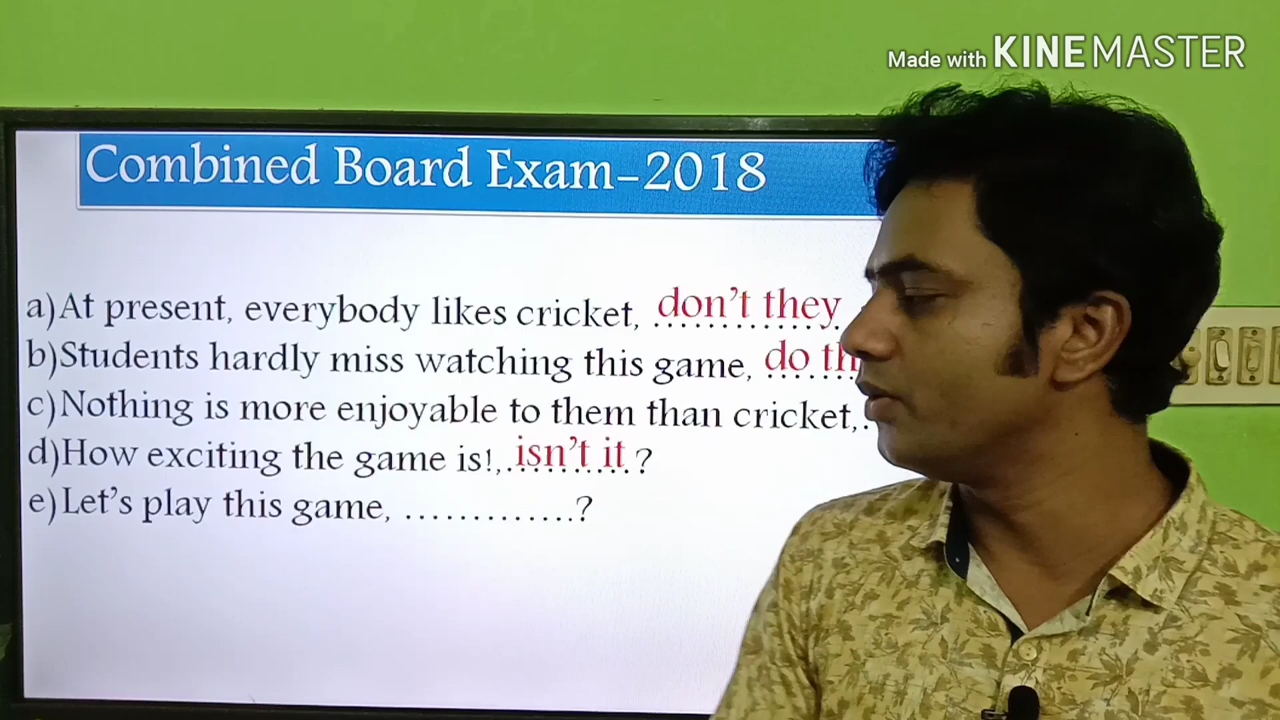 Made with KINEMASTER
Combined Board Exam-2018
a)At present, everybody likes cricket, don't they
b)Students hardly miss watching this game, do
c)Nothing is more enjoyable to them than cricket,
d)How exciting the game is!, isn't it ?
e)Let's play this game, .............?